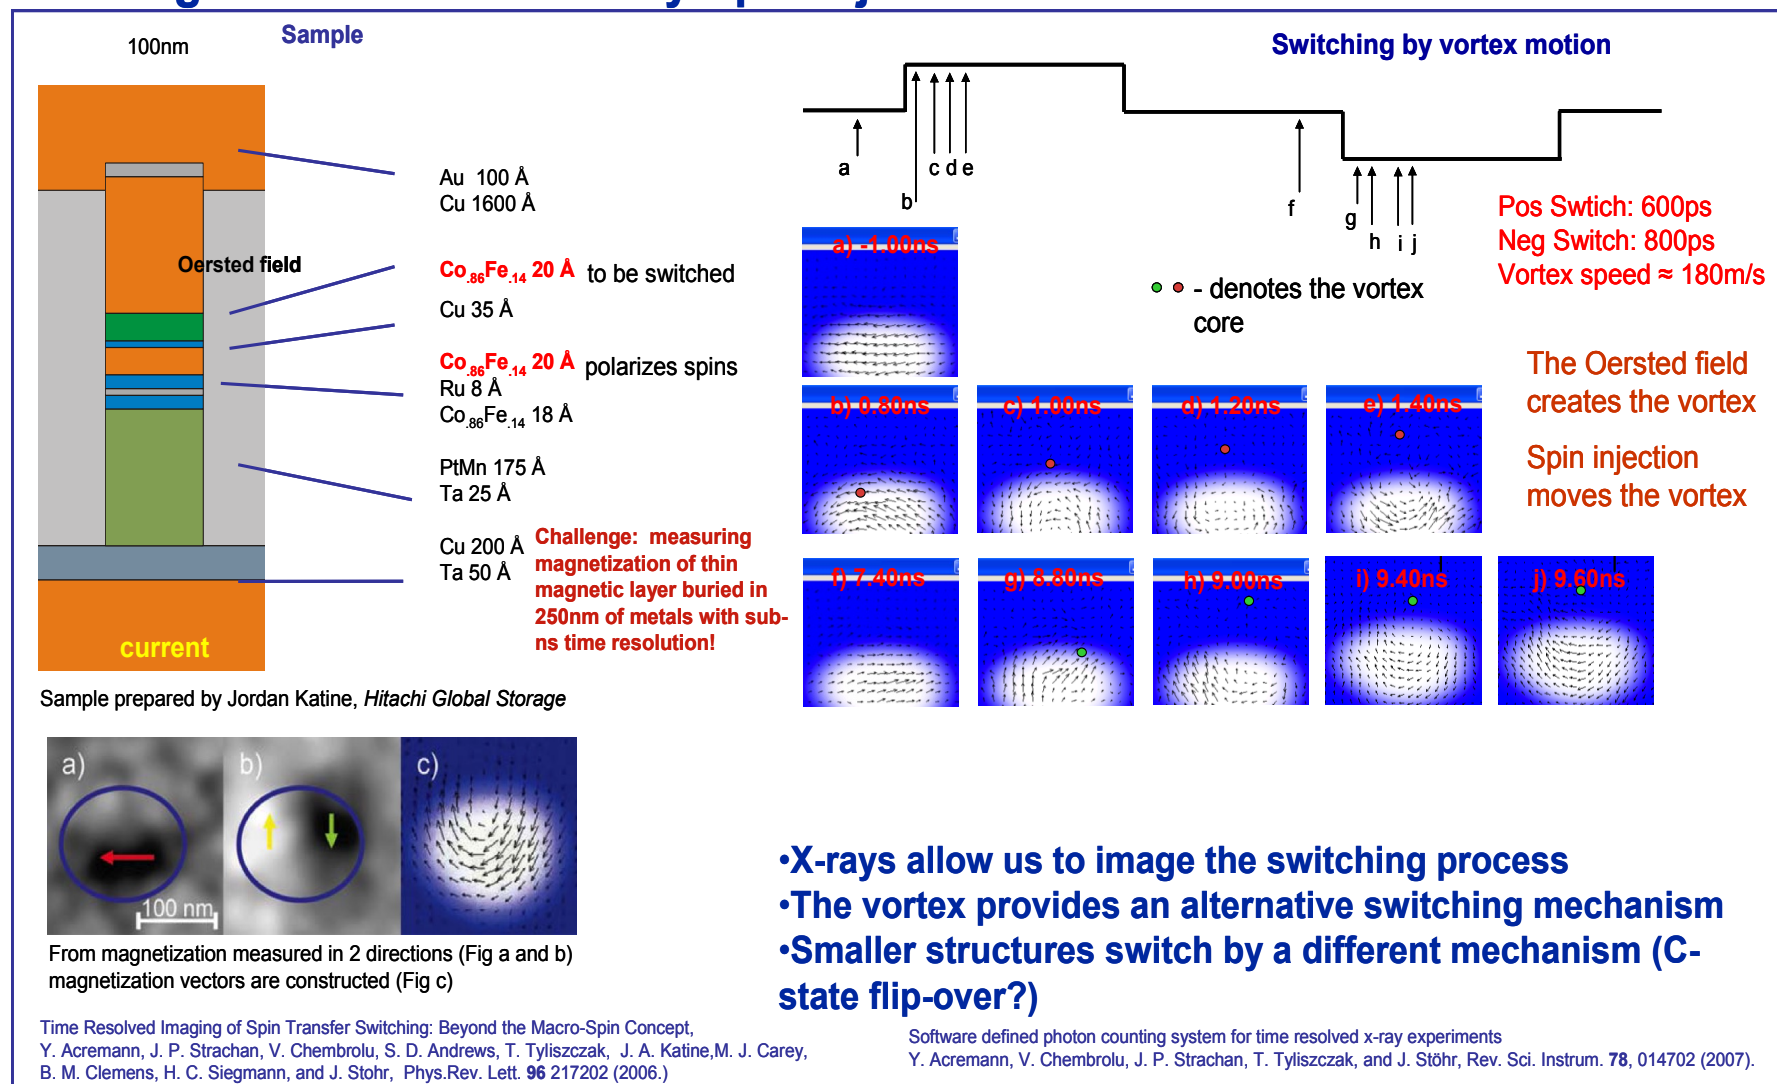 Sample
100nm
Oersted field
current
Au 100 Å
Cu 1600 Å
Co.86Fe.14 20 Å to be switched
Cu 35 Å
Co.86Fe.14 20 Å polarizes spins
Ru 8 Å
Co.86Fe.14 18 Å
PtMn 175 Å
Ta 25 Å
Cu 200 Å
Ta 50 Å
Challenge: measuring
magnetization of thin
magnetic layer buried in
250nm of metals with sub-
ns time resolution!
Sample prepared by Jordan Katine, Hitachi Global Storage
a)
b)
c)
100 nm
From magnetization measured in 2 directions (Fig a and b)
magnetization vectors are constructed (Fig c)
Time Resolved Imaging of Spin Transfer Switching: Beyond the Macro-Spin Concept,
Y. Acremann, J. P. Strachan, V. Chembrolu, S. D. Andrews, T. Tyliszczak, J. A. Katine,M. J. Carey,
B. M. Clemens, H. C. Siegmann, and J. Stohr, Phys.Rev. Lett. 96 217202 (2006.)
Switching by vortex motion
a
b
c d e
f
g
h
i j
Pos Swtich: 600ps
Neg Switch: 800ps
Vortex speed ≈ 180m/s
- denotes the vortex
core
The Oersted field
creates the vortex
Spin injection
moves the vortex
a) -1.00ns
b) 0.80ns
c) 1.00ns
d) 1.20ns
e) 1.40ns
f) 7.40ns
g) 8.80ns
h) 9.00ns
i) 9.40ns
j) 9.60ns
•X-rays allow us to image the switching process
•The vortex provides an alternative switching mechanism
•Smaller structures switch by a different mechanism (C-
state flip-over?)
Software defined photon counting system for time resolved x-ray experiments
Y. Acremann, V. Chembrolu, J. P. Strachan, T. Tyliszczak, and J. Stöhr, Rev. Sci. Instrum. 78, 014702 (2007).